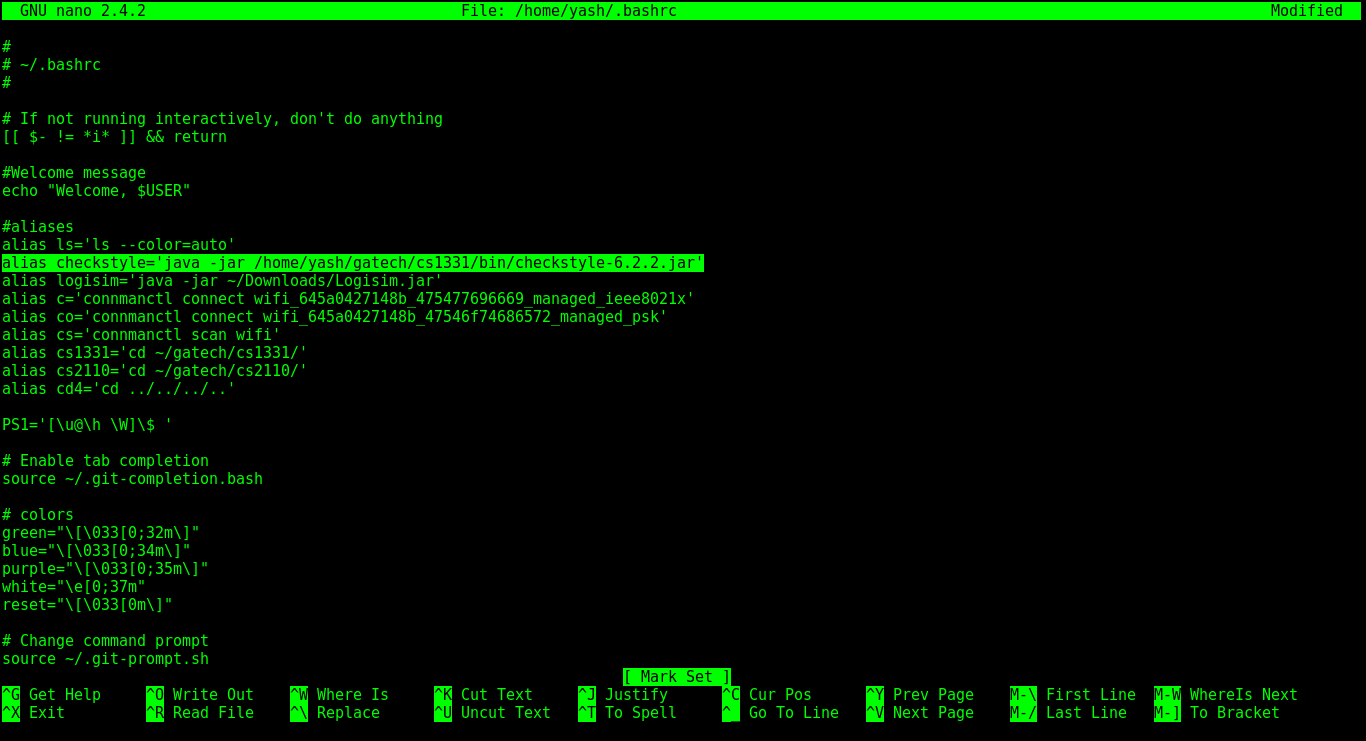 GNU nano 2.4.2 File: /home/yash/.bashrc Modified
#
# ~/.bashrc
#
# If not running interactively, don't do anything
[[ $- != *i* ]] && return
#Welcome message
echo "Welcome, $USER"
#aliases
alias ls='ls --color=auto'
alias checkstyle='java -jar /home/yash/gatech/cs1331/bin/checkstyle-6.2.2.jar'
alias logisim='java -jar ~/Downloads/Logisim.jar'
alias c='connmanctl connect wifi_645a0427148b_475477696669_managed_ieee8021x'
alias co='connmanctl connect wifi_645a0427148b_47546f74686572_managed_psk'
alias cs='connmanctl scan wifi'
alias cs1331='cd ~/gatech/cs1331/'
alias cs2110='cd ~/gatech/cs2110/'
alias cd4='cd ../../../..'
PS1='[\u@\h \W]\$ '
# Enable tab completion
source ~/.git-completion.bash
# colors
green="\[\033[0;32m\]"
blue="\[\033[0;34m\]"
purple="\[\033[0;35m\]"
white="\e[0;37m"
reset="\[\033[0m\]"
# Change command prompt
source ~/.git-prompt.sh
[ Mark Set ]
^G Get Help ^O Write Out ^W Where Is ^K Cut Text ^J Justify ^C Cur Pos ^Y Prev Page M-\ First Line M-W WhereIs Next
^X Exit ^R Read File ^\ Replace ^U Uncut Text ^T To Spell ^_ Go To Line ^V Next Page M-/ Last Line M-] To Bracket